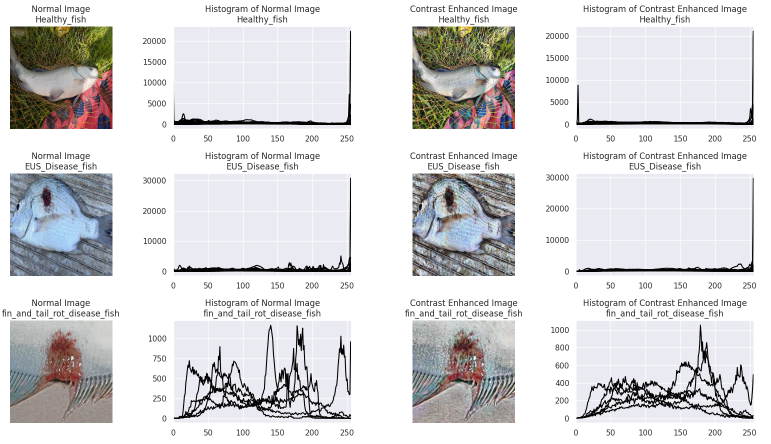 Normal Image
Healthy_fish
Histogram of Normal Image
Healthy_fish
Contrast Enhanced Image
Healthy_fish
Histogram of Contrast Enhanced Image
Healthy_fish
20000
15000
10000
5000
0
0 50 100 150 200 250
20000
15000
10000
5000
0
0 50 100 150 200 250
Normal Image
EUS_Disease_fish
Histogram of Normal Image
EUS_Disease_fish
Contrast Enhanced Image
EUS_Disease_fish
Histogram of Contrast Enhanced Image
EUS_Disease_fish
30000
20000
10000
0
0 50 100 150 200 250
30000
20000
10000
0
0 50 100 150 200 250
Normal Image
fin_and_tail_rot_disease_fish
Histogram of Normal Image
fin_and_tail_rot_disease_fish
Contrast Enhanced Image
fin_and_tail_rot_disease_fish
Histogram of Contrast Enhanced Image
fin_and_tail_rot_disease_fish
1000
750
500
250
0
0 50 100 150 200 250
1000
800
600
400
200
0
0 50 100 150 200 250